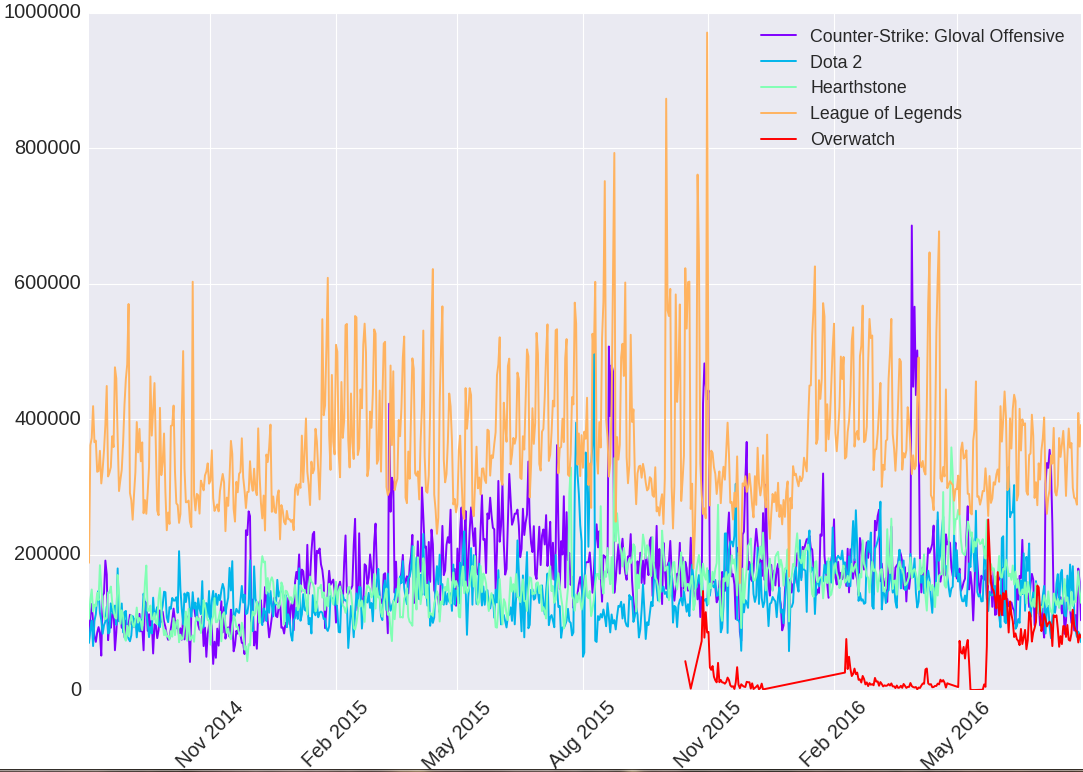 1000000
800000
600000
400000
200000
0
Counter-Strike: Gloval Offensive
Dota 2
Hearthstone
League of Legends
Overwatch
Nov 2014
Feb 2015
May 2015
Aug 2015
Nov 2015
Feb 2016
May 2016